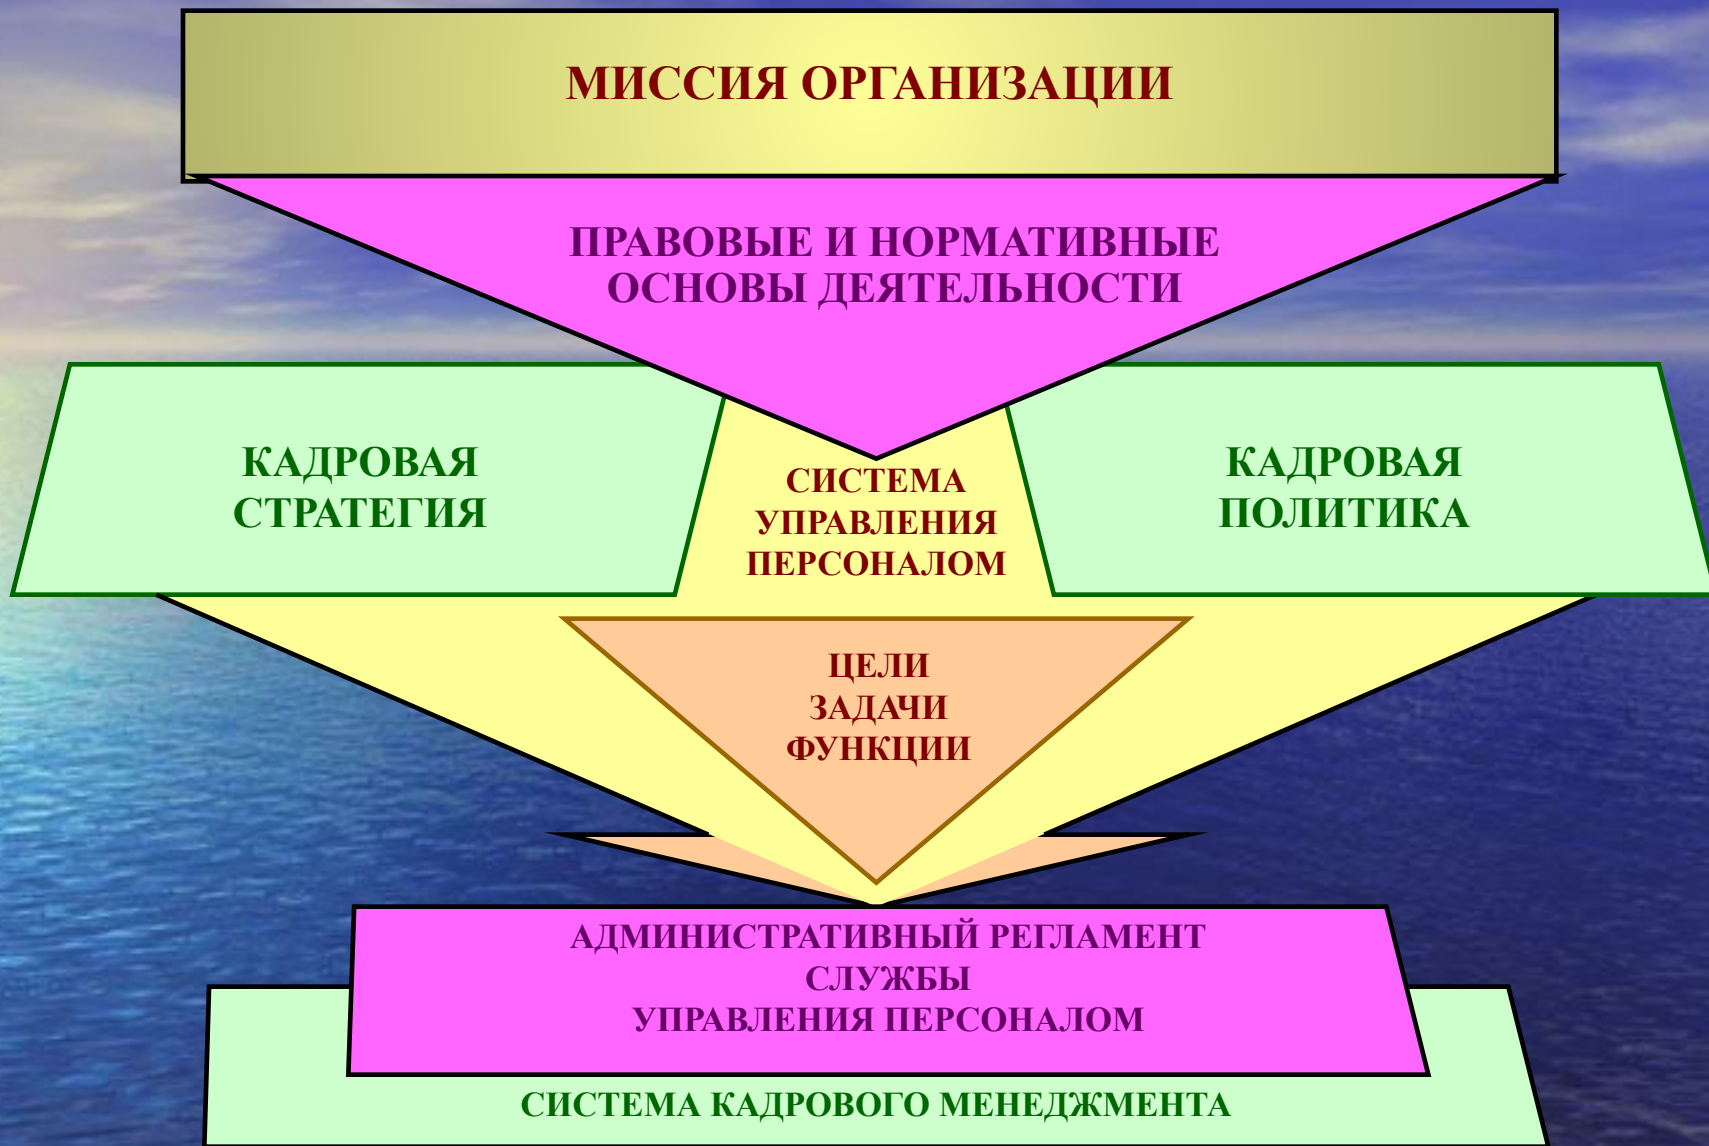 МИССИЯ ОРГАНИЗАЦИИ
ПРАВОВЫЕ И НОРМАТИВНЫЕ
ОСНОВЫ ДЕЯТЕЛЬНОСТИ
КАДРОВАЯ
СТРАТЕГИЯ
СИСТЕМА
УПРАВЛЕНИЯ
ПЕРСОНАЛОМ
КАДРОВАЯ
ПОЛИТИКА
ЦЕЛИ
ЗАДАЧИ
ФУНКЦИИ
АДМИНИСТРАТИВНЫЙ РЕГЛАМЕНТ
СЛУЖБЫ
УПРАВЛЕНИЯ ПЕРСОНАЛОМ
СИСТЕМА КАДРОВОГО МЕНЕДЖМЕНТА